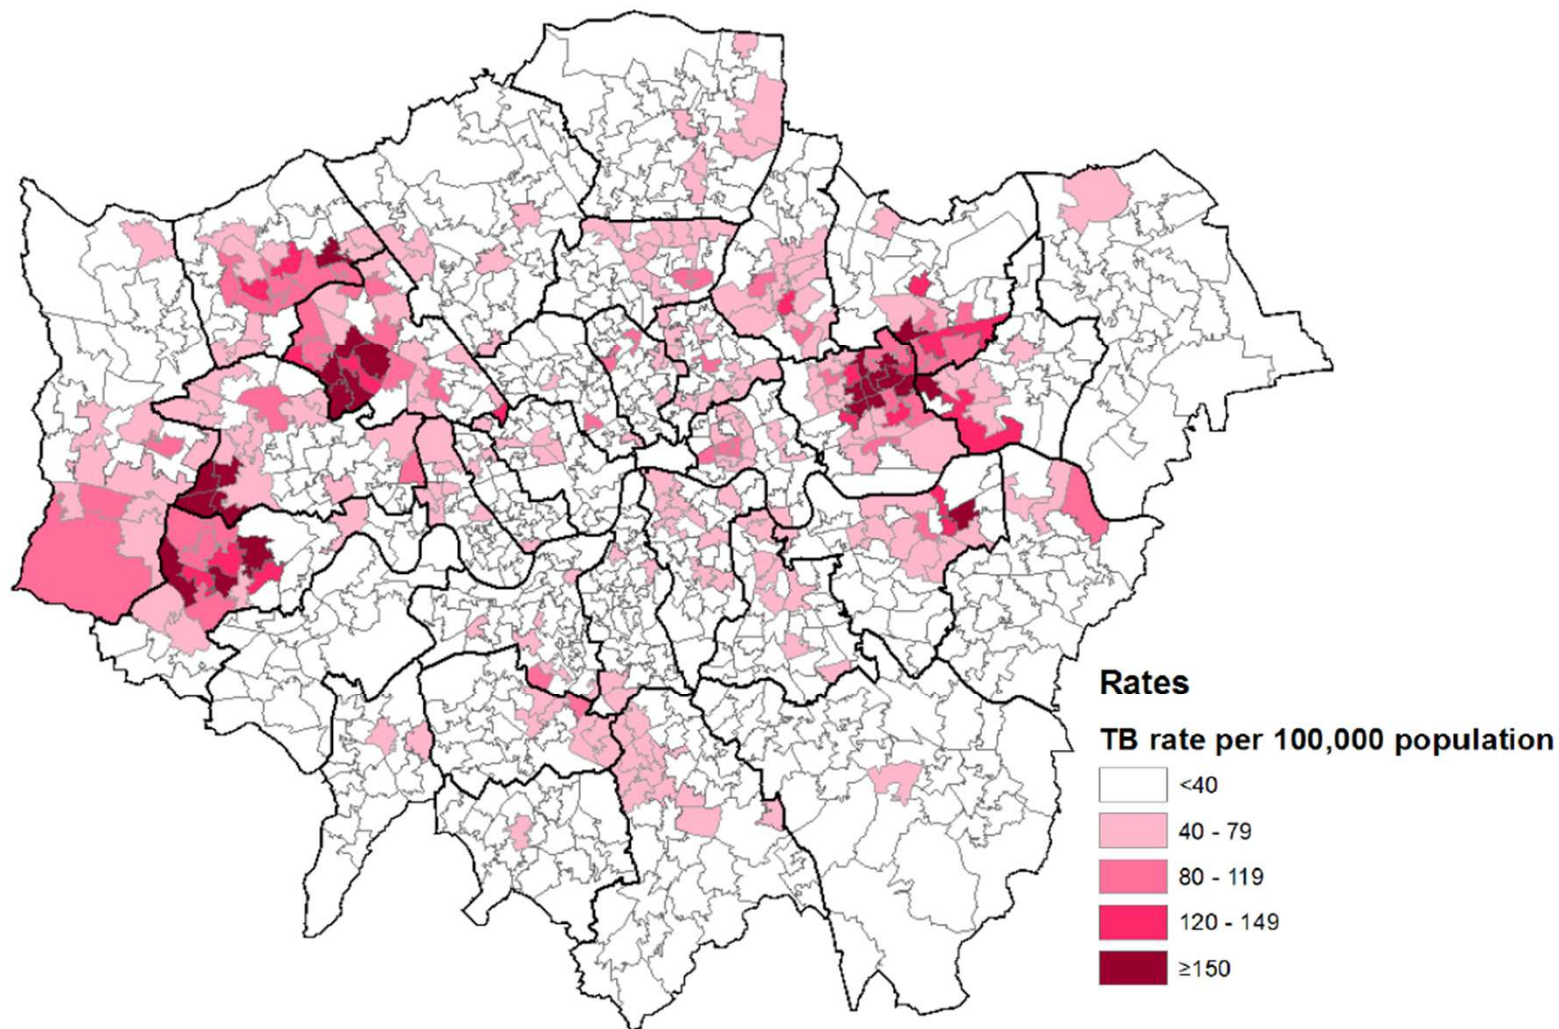 Rates
TB rate per 100,000 population
<40
40 - 79
80 - 119
120 - 149
≥150